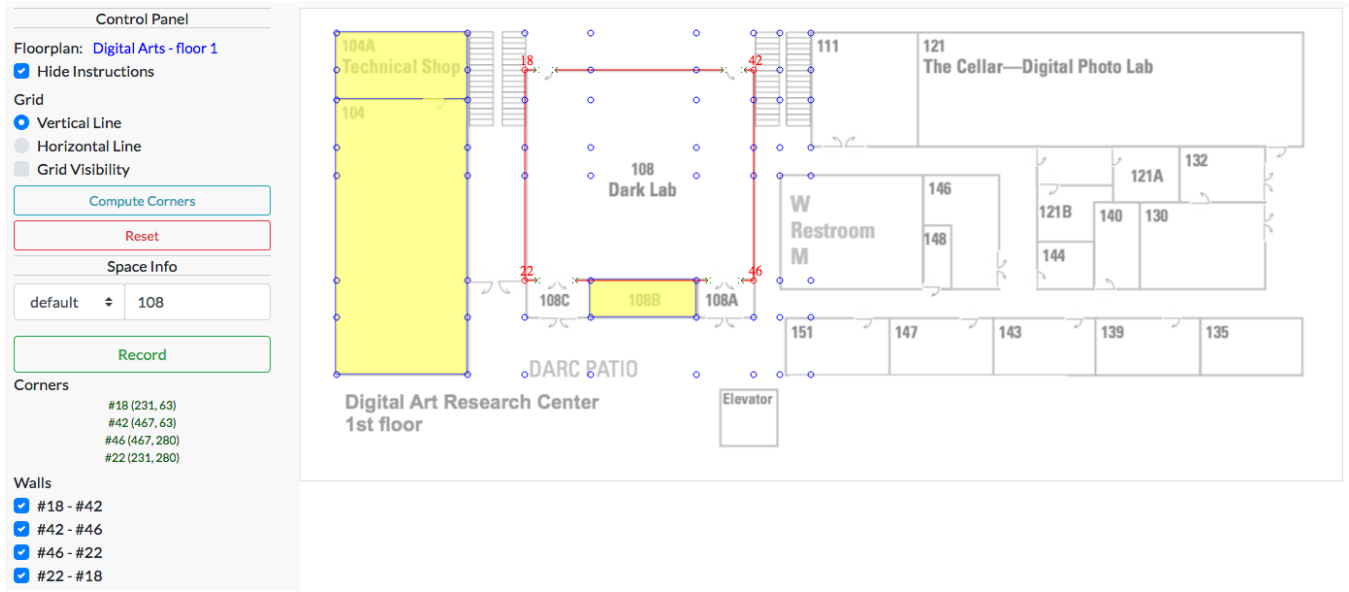 Control Panel
Floorplan: Digital Arts - floor 1
Hide Instructions
Grid
Vertical Line
Horizontal Line
Grid Visibility
Compute Corners
Reset
Space Info
default 108
Record
Corners
#18 (231, 63)
#42 (467, 63)
#46 (467, 280)
#22 (231, 280)
Walls
#18 - #42
#42 - #46
#46 - #22
#22 - #18
104A
Technical Shop
104
18
42
22
46
108
Dark Lab
108C
108B
108A
DARC PATIO
Digital Art Research Center
1st floor
Elevator
111
121
The Cellar—Digital Photo Lab
W
Restroom
M
146
148
121A
132
121B
140
130
144
151
147
143
139
135